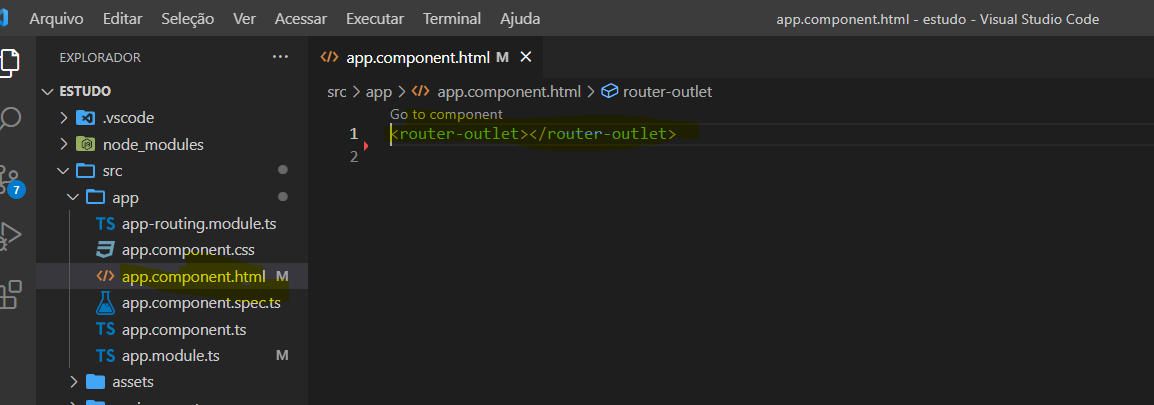 Arquivo Editar Seleção Ver Acessar Executar Terminal Ajuda app.component.html - estudo - Visual Studio Code
EXPLORADOR ...
ESTUDO
.vscode
node_modules
src
app
TS app-routing.module.ts
app.component.css
</> app.component.html M
app.component.spec.ts
TS app.component.ts
TS app.module.ts M
assets
7
</> app.component.html M ×
src > app > </> app.component.html > router-outlet
Go to component
1 <router-outlet></router-outlet>
2